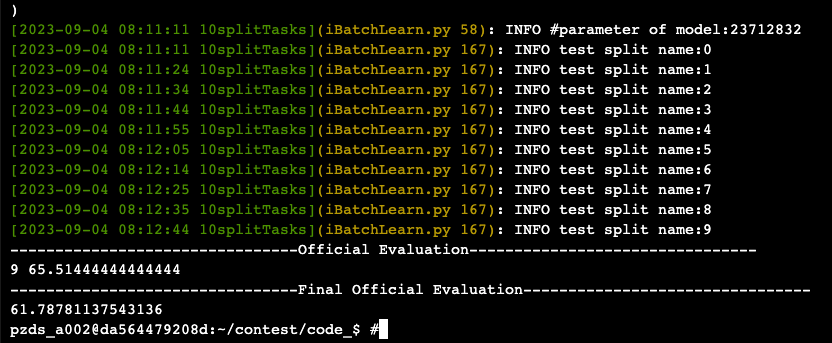 )
[2023-09-04 08:11:11 10splitTasks](iBatchLearn.py 58): INFO #parameter of model:23712832
[2023-09-04 08:11:11 10splitTasks](iBatchLearn.py 167): INFO test split name:0
[2023-09-04 08:11:24 10splitTasks](iBatchLearn.py 167): INFO test split name:1
[2023-09-04 08:11:34 10splitTasks](iBatchLearn.py 167): INFO test split name:2
[2023-09-04 08:11:44 10splitTasks](iBatchLearn.py 167): INFO test split name:3
[2023-09-04 08:11:55 10splitTasks](iBatchLearn.py 167): INFO test split name:4
[2023-09-04 08:12:05 10splitTasks](iBatchLearn.py 167): INFO test split name:5
[2023-09-04 08:12:14 10splitTasks](iBatchLearn.py 167): INFO test split name:6
[2023-09-04 08:12:25 10splitTasks](iBatchLearn.py 167): INFO test split name:7
[2023-09-04 08:12:35 10splitTasks](iBatchLearn.py 167): INFO test split name:8
[2023-09-04 08:12:44 10splitTasks](iBatchLearn.py 167): INFO test split name:9
--------------------------------Official Evaluation--------------------------------
9 65.51444444444444
--------------------------------Final Official Evaluation--------------------------------
61.78781137543136
pzds_a002@da564479208d:~/contest/code_$ #